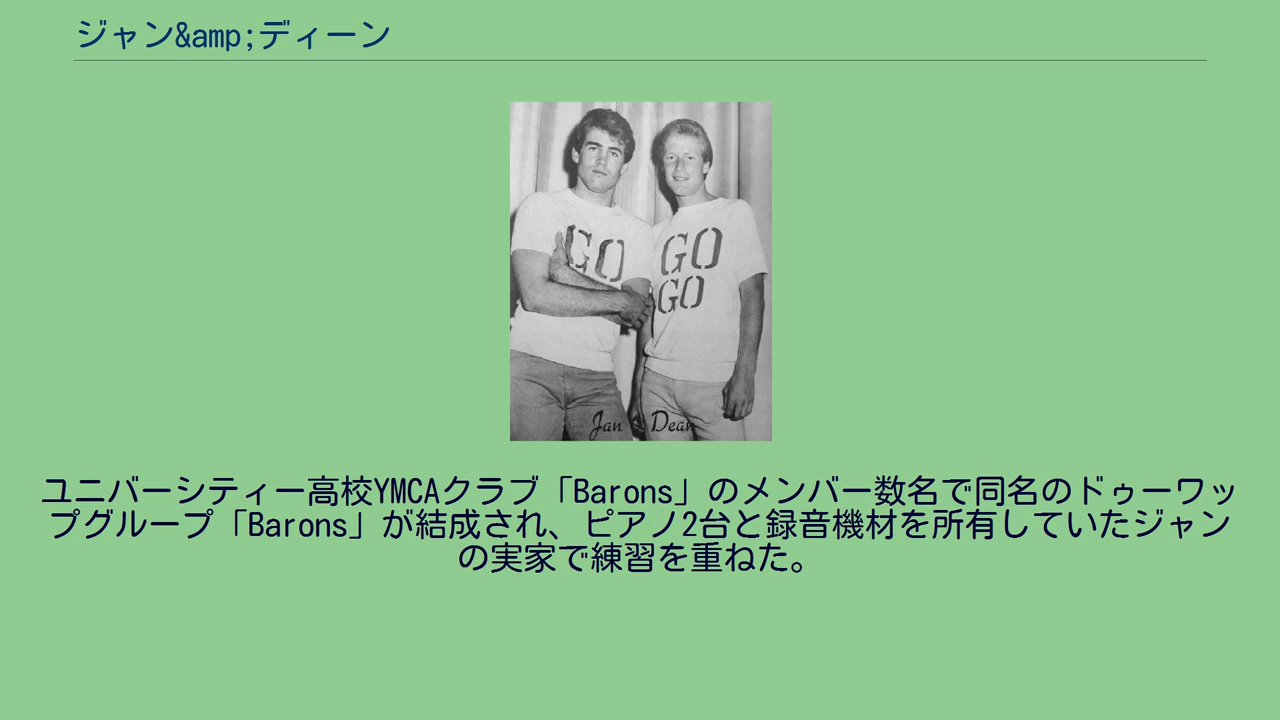 ジャン&amp;ディーン
GO
GO
GO
Jan & Dean
ユニバーシティー高校YMCAクラブ「Barons」のメンバー数名で同名のドゥーワッ
プグループ「Barons」が結成され、ピアノ2台と録音機材を所有していたジャン
の実家で練習を重ねた。